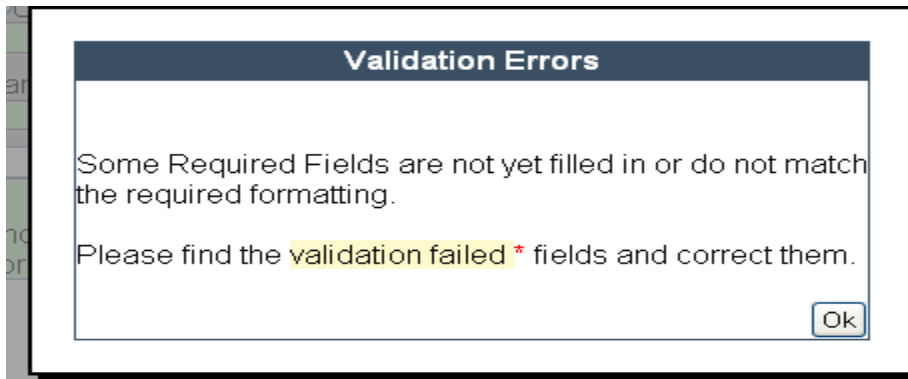 Validation Errors
Some Required Fields are not yet filled in or do not match
the required formatting.
Please find the validation failed * fields and correct them.
Ok